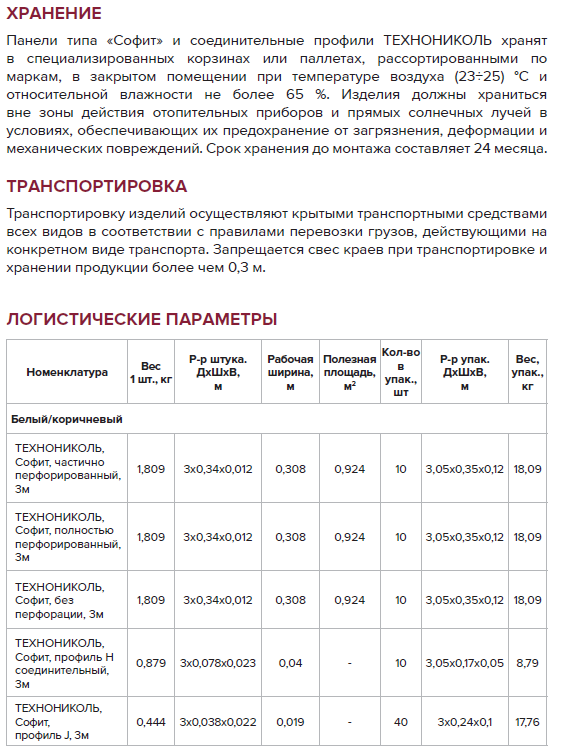 ХРАНЕНИЕ
Панели типа «Софит» и соединительные профили ТЕХНОНИКОЛЬ хранят
в специализированных корзинах или паллетах, рассортированными по
маркам, в закрытом помещении при температуре воздуха (23÷25) °С и
относительной влажности не более 65 %. Изделия должны храниться
вне зоны действия отопительных приборов и прямых солнечных лучей в
условиях, обеспечивающих их предохранение от загрязнения, деформации и
механических повреждений. Срок хранения до монтажа составляет 24 месяца.
ТРАНСПОРТИРОВКА
Транспортировку изделий осуществляют крытыми транспортными средствами
всех видов в соответствии с правилами перевозки грузов, действующими на
конкретном виде транспорта. Запрещается свес краев при транспортировке и
хранении продукции более чем 0,3 м.
ЛОГИСТИЧЕСКИЕ ПАРАМЕТРЫ
Номенклатура
Вес
1 шт., кг
Р-р штука.
ДхШхВ,
м
Рабочая
ширина,
м
Полезная
площадь,
м²
Кол-во
в
упак.,
шт
Р-р упак.
ДхШхВ,
м
Вес,
упак.,
кг
Белый/коричневый
ТЕХНОНИКОЛЬ,
Софит, частично
перфорированный,
3м
1,809
3х0,34х0,012
0,308
0,924
10
3,05х0,35х0,12
18,09
ТЕХНОНИКОЛЬ,
Софит, полностью
перфорированный,
3м
1,809
3х0,34х0,012
0,308
0,924
10
3,05х0,35х0,12
18,09
ТЕХНОНИКОЛЬ,
Софит, без
перфорации, 3м
1,809
3х0,34х0,012
0,308
0,924
10
3,05х0,35х0,12
18,09
ТЕХНОНИКОЛЬ,
Софит, профиль H
соединительный,
3м
0,879
3х0,078х0,023
0,04
-
10
3,05х0,17х0,05
8,79
ТЕХНОНИКОЛЬ,
Софит,
профиль J, 3м
0,444
3х0,038х0,022
0,019
-
40
3х0,24х0,1
17,76